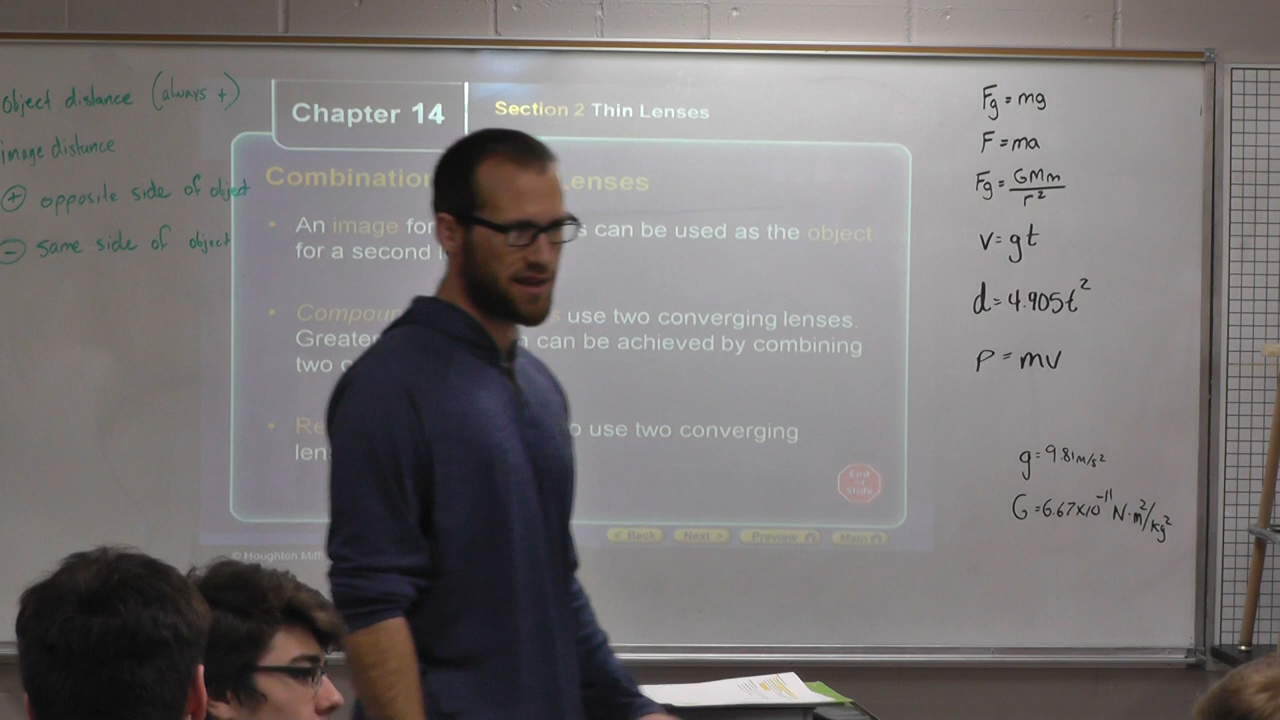 object distance (always +)
image distance
+ opposite side of object
− same side of object
Chapter 14
Section 2 Thin Lenses
Combination Lenses
• An image for s can be used as the object
for a second
• Compou s use two converging lenses.
Greater can be achieved by combining
two
• Re o use two converging
len
End
of
Slide
< Back Next > Preview Main
© Houghton Miff
Fg = mg
F = ma
Fg = GMm/r²
v = gt
d = 4.905t²
P = mv
g = 9.81 m/s²
G = 6.67x10⁻¹¹ N·m²/kg²